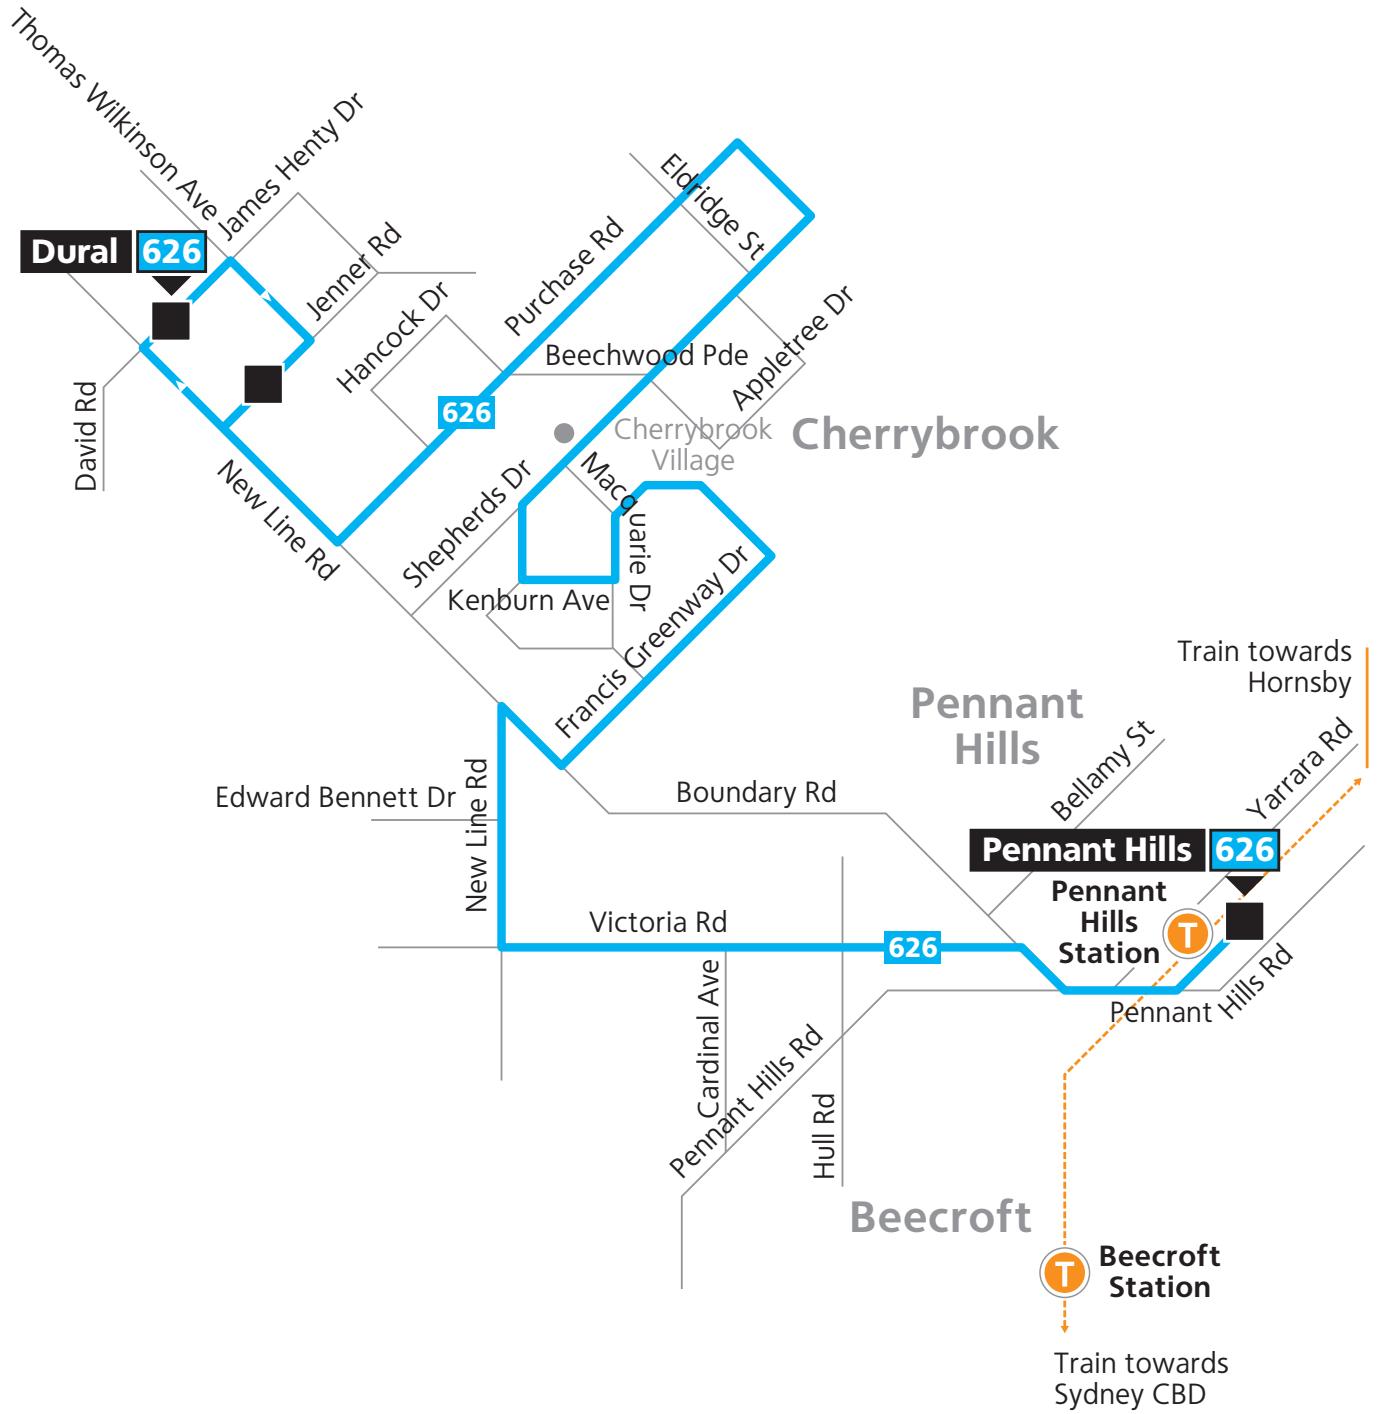 Thomas Wilkinson Ave
James Henty Dr
Dural 626
Jenner Rd
Hancock Dr
Purchase Rd
Eldridge St
Beechwood Pde
Appletree Dr
David Rd
626
Cherrybrook
Village
Cherrybrook
New Line Rd
Shepherds Dr
Macquarie Dr
Kenburn Ave
Francis Greenway Dr
Train towards
Hornsby
Pennant
Hills
Bellamy St
Yarrara Rd
Edward Bennett Dr
New Line Rd
Boundary Rd
Pennant Hills 626
Pennant
Hills
Station
T
Victoria Rd
626
Pennant Hills Rd
Cardinal Ave
Pennant Hills Rd
Hull Rd
Beecroft
T
Beecroft
Station
Train towards
Sydney CBD